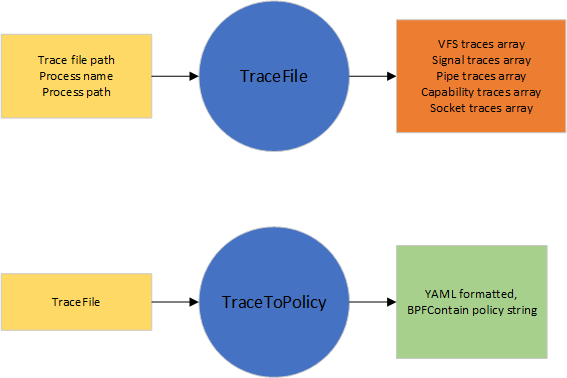 Trace file path
Process name
Process path
TraceFile
VFS traces array
Signal traces array
Pipe traces array
Capability traces array
Socket traces array
TraceFile
TraceToPolicy
YAML formatted,
BPFContain policy string